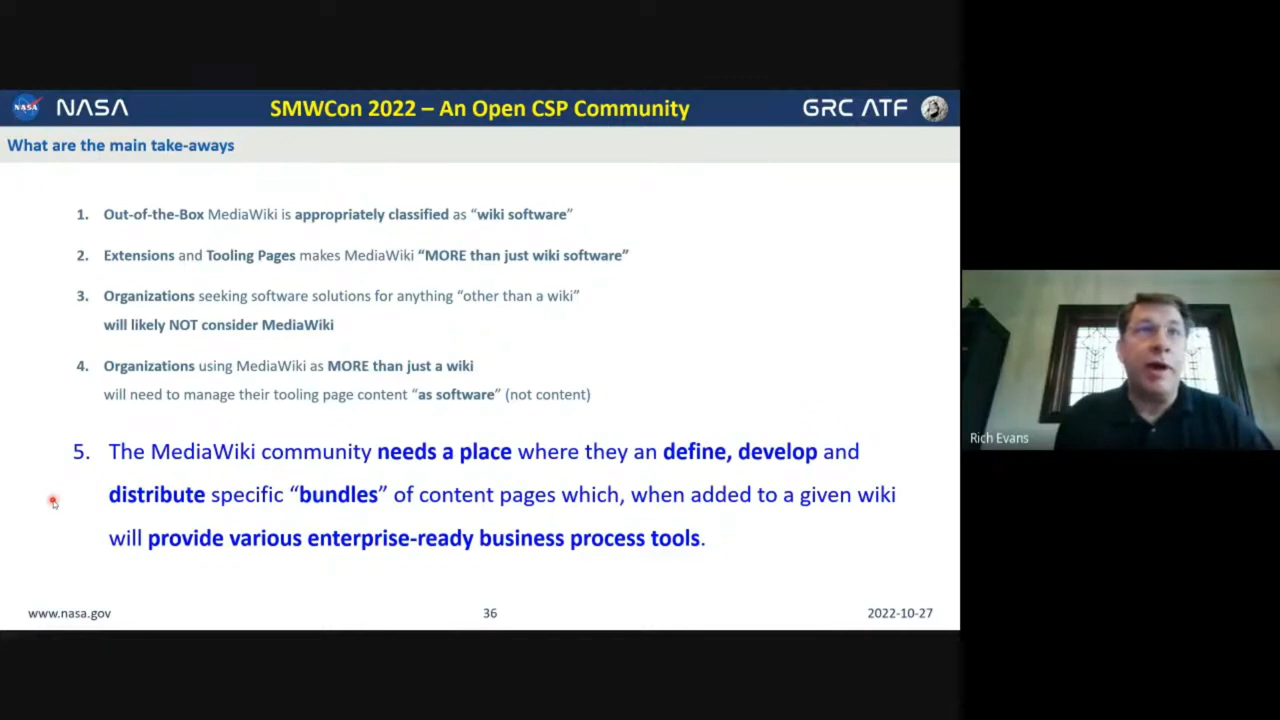 NASA NASA SMWCon 2022 – An Open CSP Community GRC ATF
What are the main take-aways
1. Out-of-the-Box MediaWiki is appropriately classified as “wiki software”
2. Extensions and Tooling Pages makes MediaWiki “MORE than just wiki software”
3. Organizations seeking software solutions for anything “other than a wiki”
will likely NOT consider MediaWiki
4. Organizations using MediaWiki as MORE than just a wiki
will need to manage their tooling page content “as software” (not content)
5. The MediaWiki community needs a place where they an define, develop and
distribute specific “bundles” of content pages which, when added to a given wiki
will provide various enterprise-ready business process tools.
www.nasa.gov 36 2022-10-27
Rich Evans